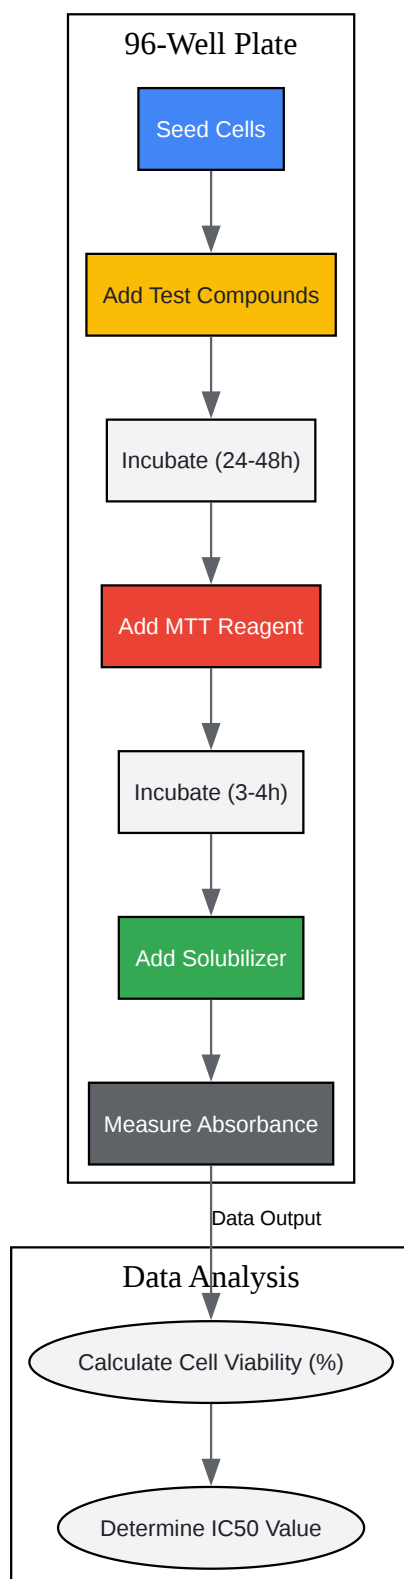 96-Well Plate
Seed Cells
Add Test Compounds
Incubate (24-48h)
Add MTT Reagent
Incubate (3-4h)
Add Solubilizer
Measure Absorbance
Data Output
Data Analysis
Calculate Cell Viability (%)
Determine IC50 Value